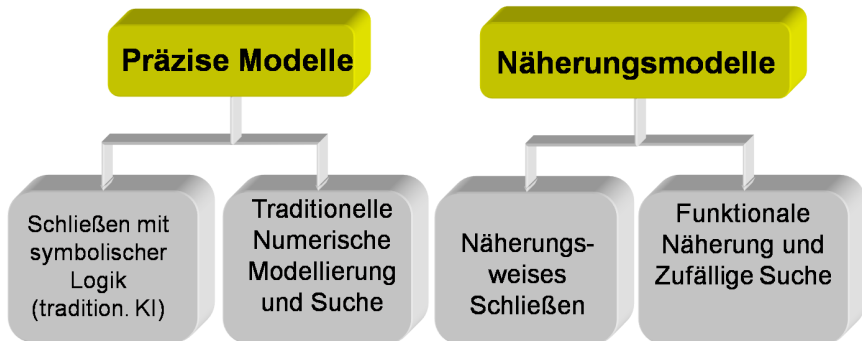 Präzise Modelle
Näherungsmodelle
Schließen mit
symbolischer
Logik
(tradition. KI)
Traditionelle
Numerische
Modellierung
und Suche
Näherungs-
weises
Schließen
Funktionale
Näherung und
Zufällige Suche